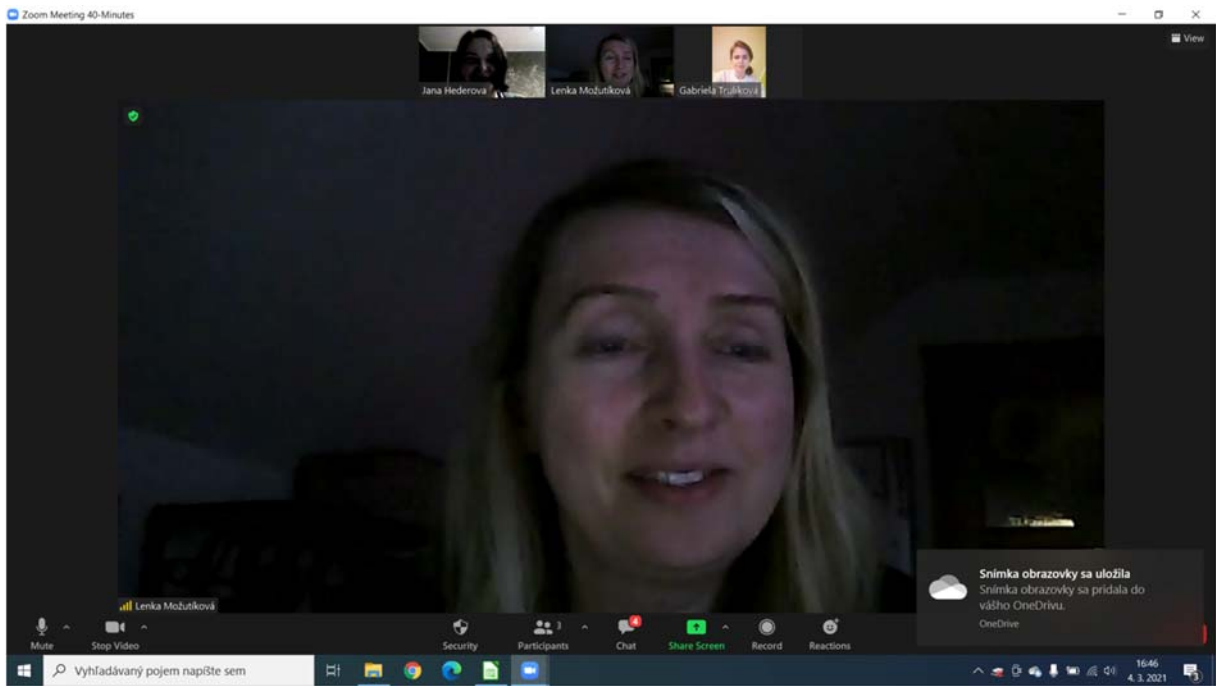 Zoom Meeting 40-Minutes
View
Jana Hederova
Lenka Možutíková
Gabriela Trulíková
Lenka Možutíková
Snímka obrazovky sa uložila
Snímka obrazovky sa pridala do
vášho OneDrivu.
OneDrive
Mute
Stop Video
Security
Participants
3
Chat
4
Share Screen
Record
Reactions
Vyhľadávaný pojem napíšte sem
16:46
4. 3. 2021
3